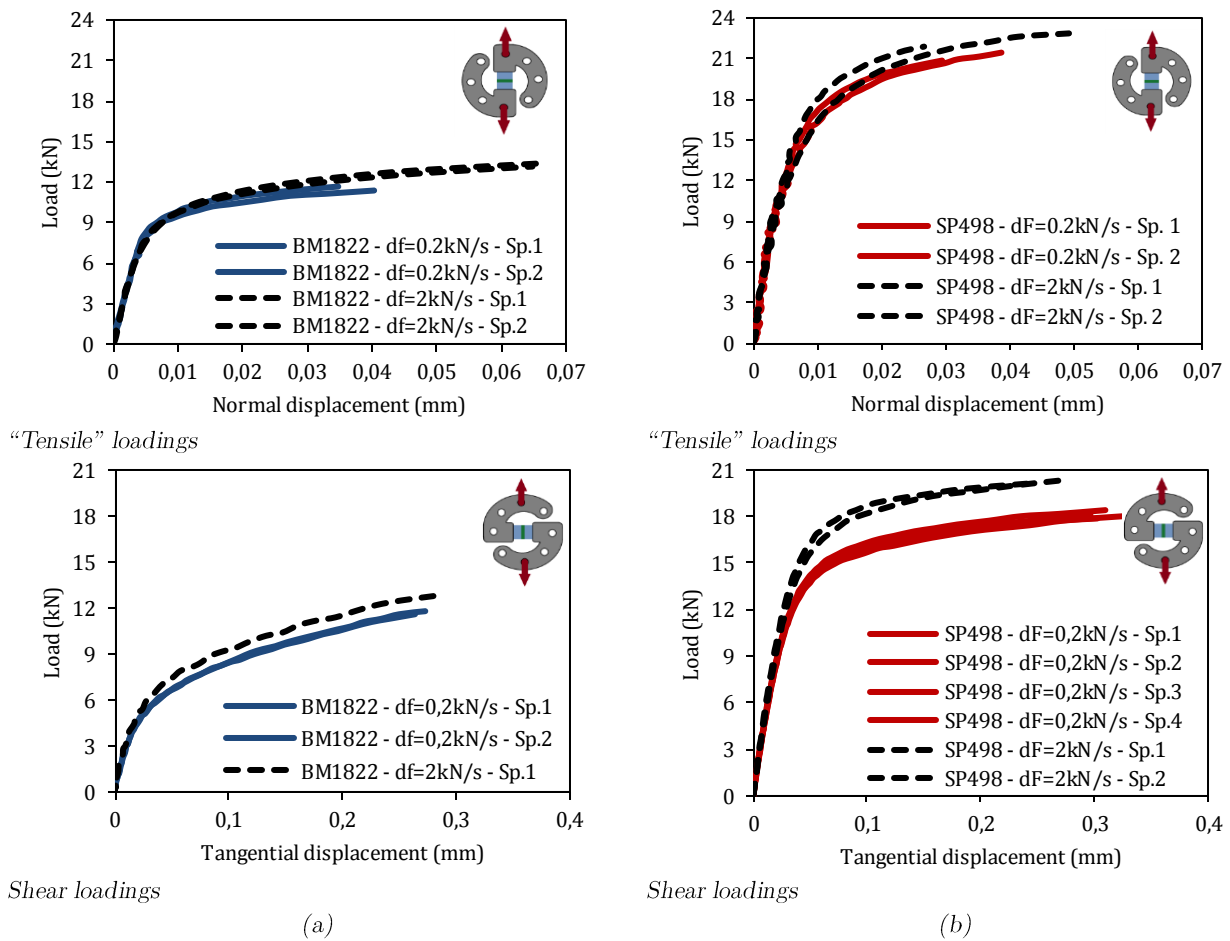 24
21
18
15
12
9
6
3
0
Load (kN)
BM1822 - df=0.2kN/s - Sp.1
BM1822 - df=0.2kN/s - Sp.2
BM1822 - df=2kN/s - Sp.1
BM1822 - df=2kN/s - Sp.2
0 0,01 0,02 0,03 0,04 0,05 0,06 0,07
Normal displacement (mm)
“Tensile” loadings
24
21
18
15
12
9
6
3
0
Load (kN)
SP498 - dF=0.2kN/s - Sp. 1
SP498 - dF=0.2kN/s - Sp. 2
SP498 - dF=2kN/s - Sp. 1
SP498 - dF=2kN/s - Sp. 2
0 0,01 0,02 0,03 0,04 0,05 0,06 0,07
Normal displacement (mm)
“Tensile” loadings
21
18
15
12
9
6
3
0
Load (kN)
BM1822 - df=0,2kN/s - Sp.1
BM1822 - df=0,2kN/s - Sp.2
BM1822 - df=2kN/s - Sp.1
0 0,1 0,2 0,3 0,4
Tangential displacement (mm)
Shear loadings
(a)
21
18
15
12
9
6
3
0
Load (kN)
SP498 - dF=0,2kN/s - Sp.1
SP498 - dF=0,2kN/s - Sp.2
SP498 - dF=0,2kN/s - Sp.3
SP498 - dF=0,2kN/s - Sp.4
SP498 - dF=2kN/s - Sp.1
SP498 - dF=2kN/s - Sp.2
0 0,1 0,2 0,3 0,4
Tangential displacement (mm)
Shear loadings
(b)